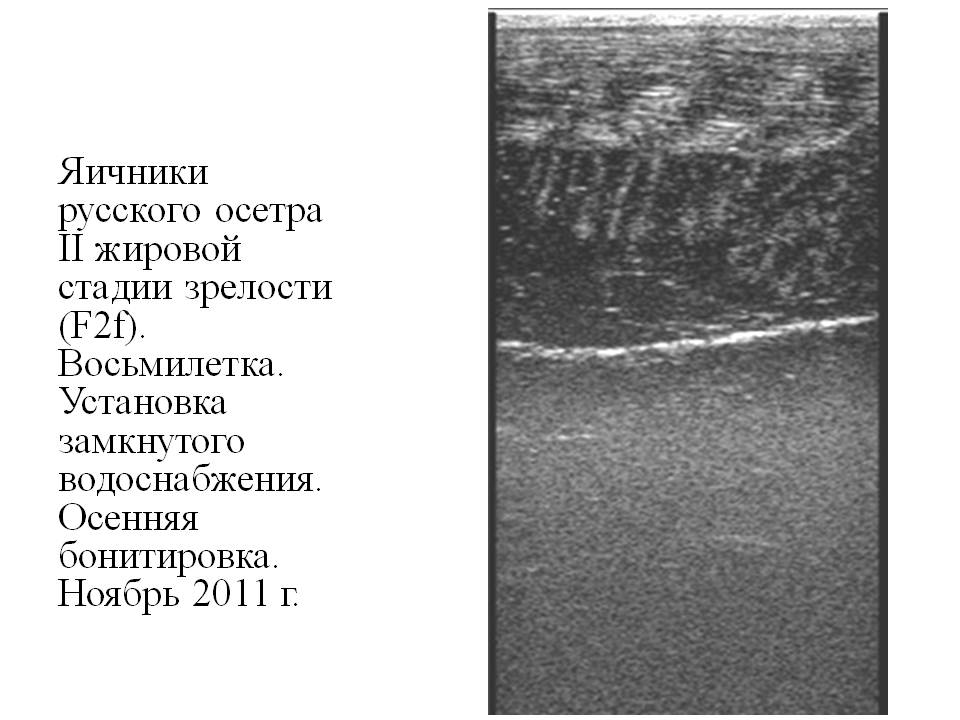 Яичники
русского осетра
II жировой
стадии зрелости
(F2f).
Восьмилетка.
Установка
замкнутого
водоснабжения.
Осенняя
бонитировка.
Ноябрь 2011 г.